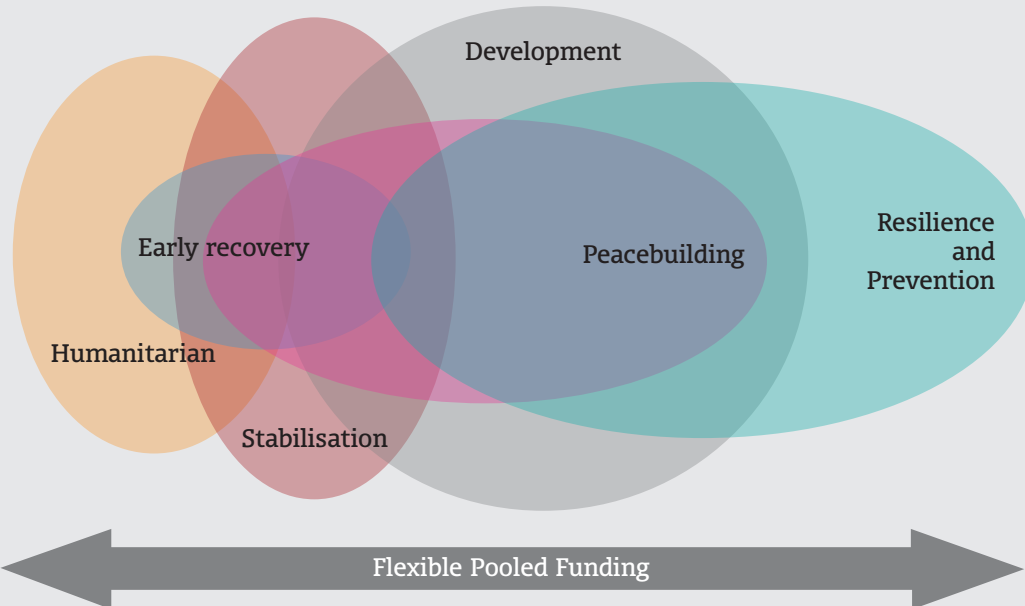 Development
Resilience
and
Prevention
Early recovery
Peacebuilding
Humanitarian
Stabilisation
Flexible Pooled Funding